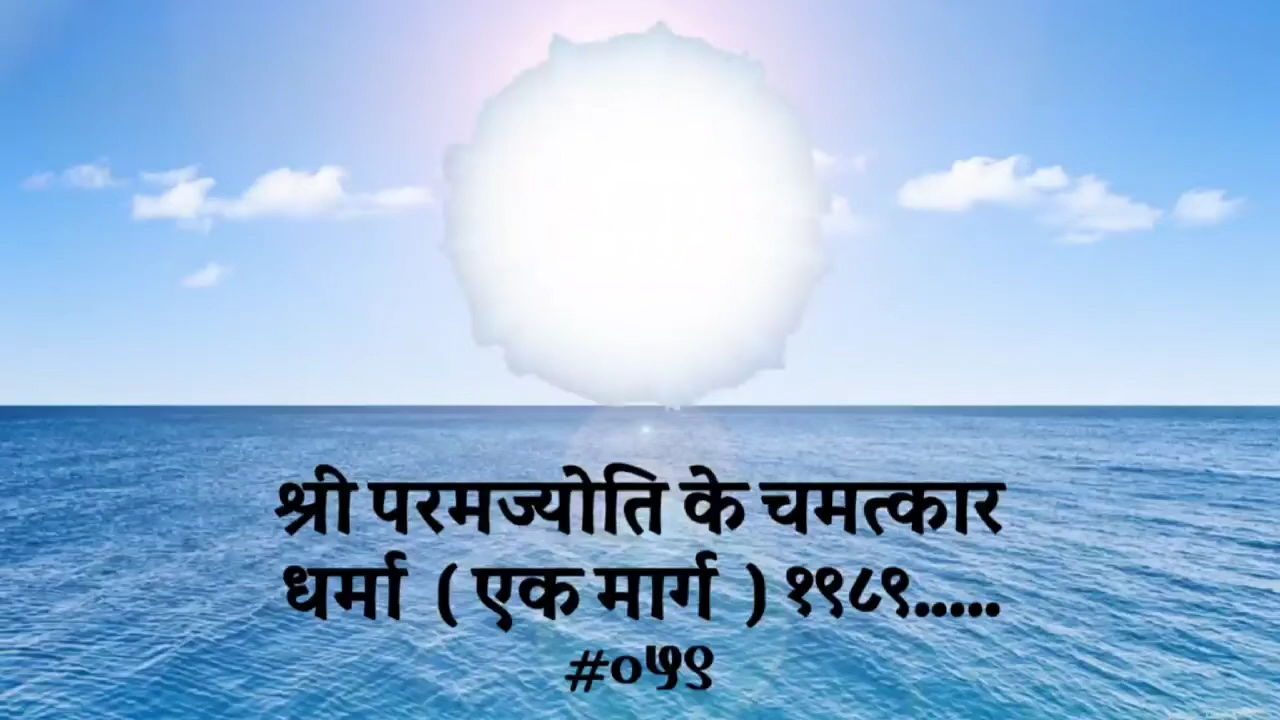 श्री परमज्योति के चमत्कार
धर्मा ( एक मार्ग ) १९८९.....
#०५९